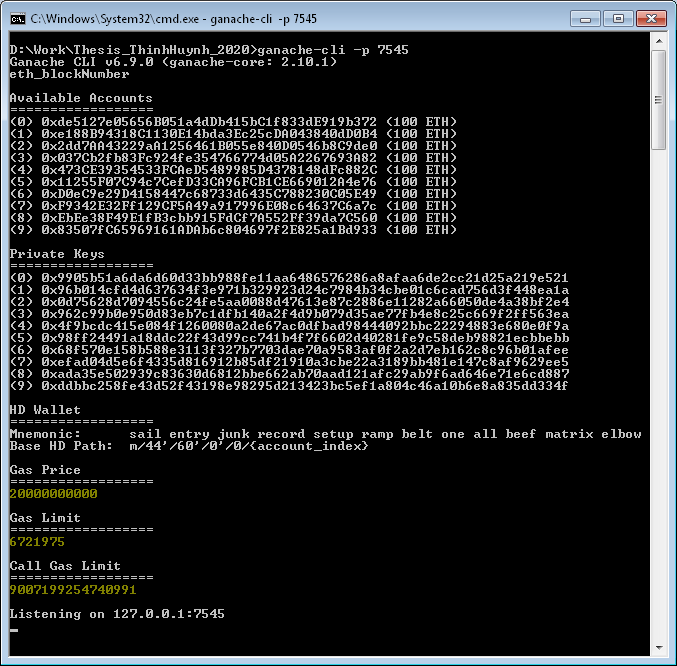 C:\Windows\System32\cmd.exe - ganache-cli -p 7545
D:\Work\Thesis_ThinhHuynh_2020>ganache-cli -p 7545
Ganache CLI v6.9.0 (ganache-core: 2.10.1)
eth_blockNumber
Available Accounts
==================
(0) 0xde5127e05656B051a4dDb415bC1f833dE919b372 (100 ETH)
(1) 0xe188B94318C1130E14bda3Ec25cDA043840dD0B4 (100 ETH)
(2) 0x2dd7AA43229aA1256461B055e840D0546b8C9de0 (100 ETH)
(3) 0x037Cb2fb83Fc924fe354766774d05A2267693A82 (100 ETH)
(4) 0x473CE39354533FCAeD5489985D4378148dFc882C (100 ETH)
(5) 0x11255F07C94c7CefD33CA96FCB1CE669012A4e76 (100 ETH)
(6) 0xD0eC9e29D4158447c68733d6435C788230C05E49 (100 ETH)
(7) 0xF9342E32Ff129CF5A49a917996E08c64637C6a7c (100 ETH)
(8) 0xEbEe38F49E1fB3cbb915FdCf7A552Ff39da7C560 (100 ETH)
(9) 0x83507fC65969161ADAb6c804697f2E825a1Bd933 (100 ETH)
Private Keys
==================
(0) 0x9905b51a6da6d60d33bb988fe11aa6486576286a8afaa6de2cc21d25a219e521
(1) 0x96b014cfd4d637634f3e971b329923d24c7984b34cbe01c6cad756d3f448ea1a
(2) 0x0d75628d7094556c24fe5aa0088d47613e87c2886e11282a66050de4a38bf2e4
(3) 0x962c99b0e950d83eb7c1dfb140a2f4d9b079d35ae77fb4e8c25c669f2ff563ea
(4) 0x4f9bcdc415e084f1260080a2de67ac0dfbad98444092bbc22294883e680e0f9a
(5) 0x98ff24491a18ddc22f43d99cc741b4f7f6602d40281fe9c58deb98821ecbbebb
(6) 0x68f570e158b588e3113f327b7703dae70a9583af0f2a2d7eb162c8c96b01afee
(7) 0xefad04d5e6f4335d816912b85df21910a3cbe22a3189bb481e147c8af9629ee5
(8) 0xada35e502939c83630d6812bbe662ab70aad121afc29ab9f6ad646e71e6cd887
(9) 0xddbbc258fe43d52f43198e98295d213423bc5ef1a804c46a10b6e8a835dd334f
HD Wallet
==================
Mnemonic:      sail entry junk record setup ramp belt one all beef matrix elbow
Base HD Path:  m/44'/60'/0'/0/{account_index}
Gas Price
==================
20000000000
Gas Limit
==================
6721975
Call Gas Limit
==================
9007199254740991
Listening on 127.0.0.1:7545